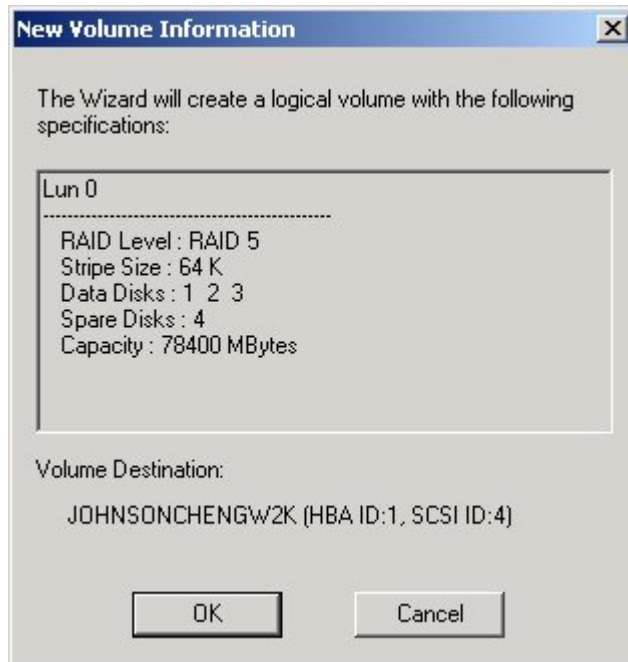 New Volume Information
The Wizard will create a logical volume with the following
specifications:
Lun 0
------------------------------------------------
RAID Level : RAID 5
Stripe Size : 64 K
Data Disks : 1 2 3
Spare Disks : 4
Capacity : 78400 MBytes
Volume Destination:
JOHNSONCHENGW2K (HBA ID:1, SCSI ID:4)
OK Cancel